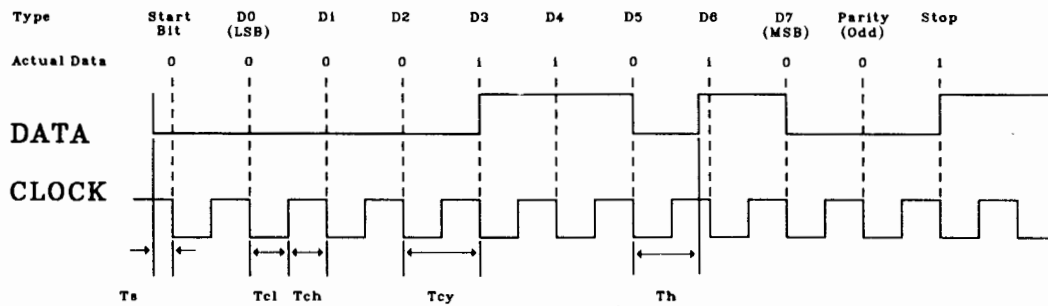 Type Start Bit D0 (LSB) D1 D2 D3 D4 D5 D6 D7 (MSB) Parity (Odd) Stop
Actual Data 0 0 0 0 1 1 0 1 0 0 1
DATA
CLOCK
Ts Tcl Tch Tcy Th